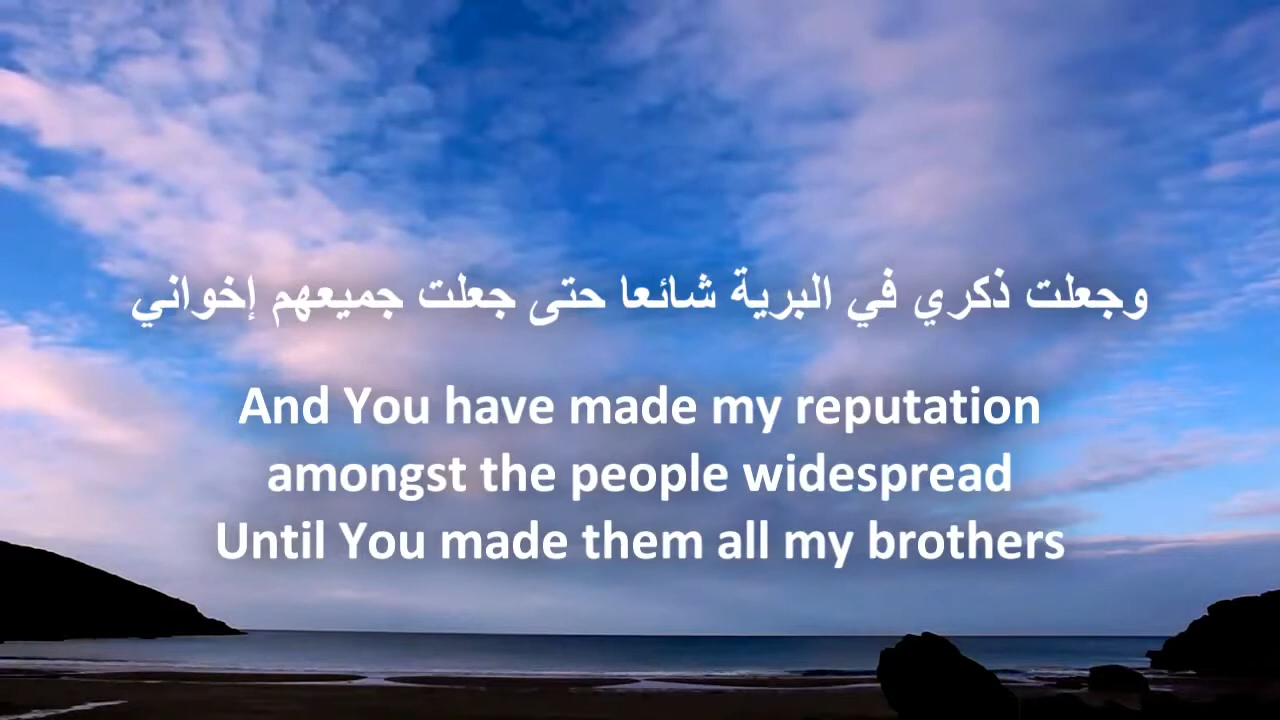 وجعلت ذكري في البرية شائعا حتى جعلت جميعهم إخواني
And You have made my reputation
amongst the people widespread
Until You made them all my brothers